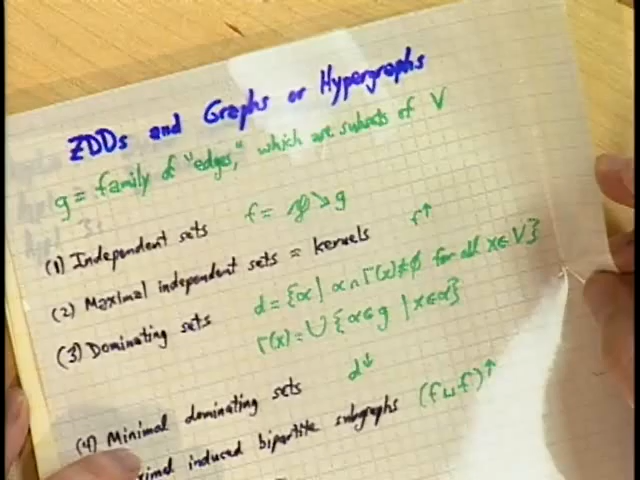 ZDDs and Graphs or Hypergraphs
g = family of "edges," which are subsets of V
(1) Independent sets f = ℘ ↘ g
(2) Maximal independent sets = kernels f↑
(3) Dominating sets d = {α | α ∩ Γ(x) ≠ ∅ for all x ∈ V}
Γ(x) = ∪ {α ∈ g | x ∈ α}
(4) Minimal dominating sets d↓
induced bipartite subgraphs (f ⊔ f)↑